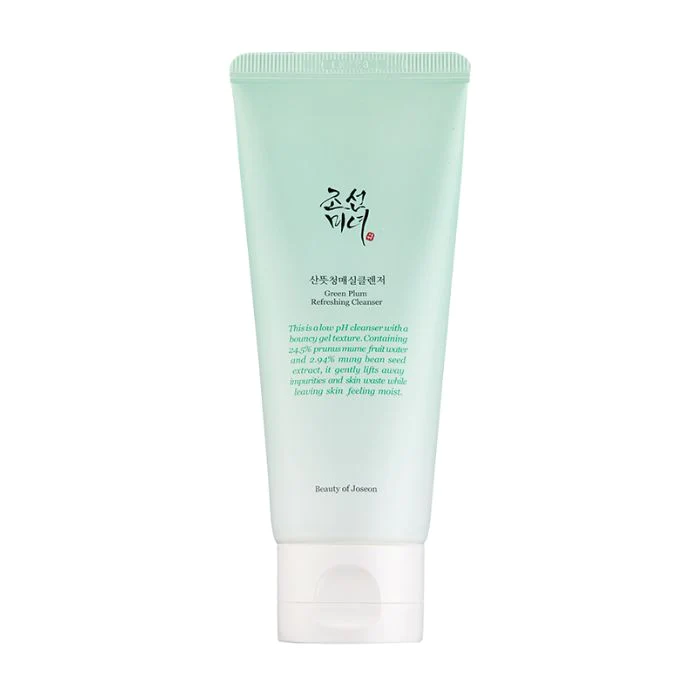 조선
미녀
산뜻청매실클렌저
Green Plum
Refreshing Cleanser
This is a low pH cleanser with a
bouncy gel texture. Containing
24.5% prunus mume fruit water
and 2.94% mung bean seed
extract, it gently lifts away
impurities and skin waste while
leaving skin feeling moist.
Beauty of Joseon